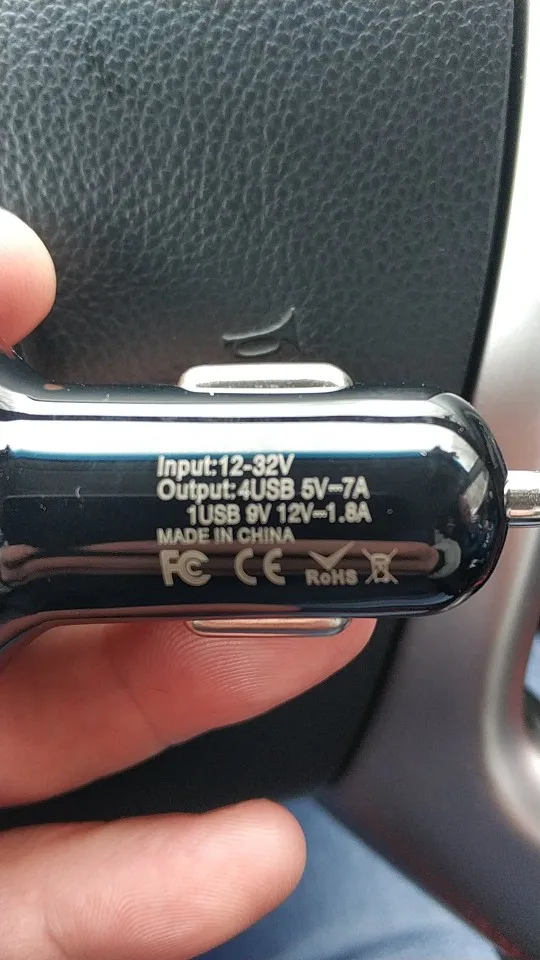 Input:12-32V
Output:4USB 5V-7A
1USB 9V 12V-1.8A
MADE IN CHINA
FC CE RoHS